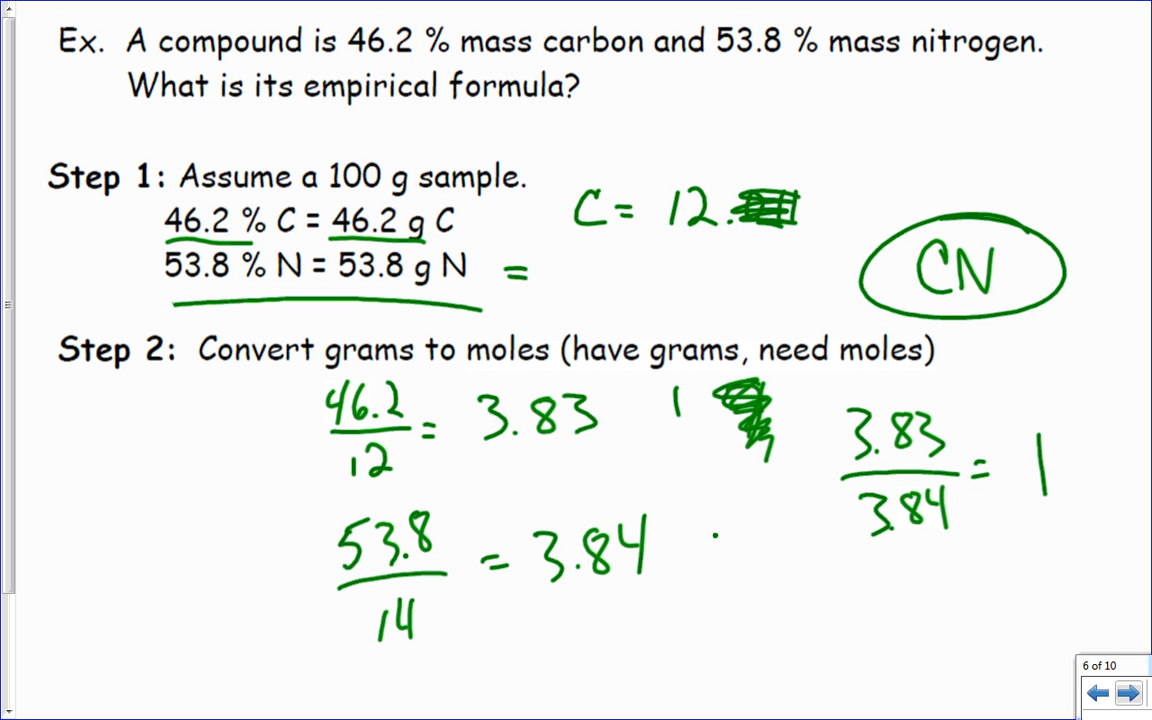 Ex. A compound is 46.2 % mass carbon and 53.8 % mass nitrogen.
What is its empirical formula?
Step 1: Assume a 100 g sample.
46.2 % C = 46.2 g C
53.8 % N = 53.8 g N =
C = 12.
CN
Step 2: Convert grams to moles (have grams, need moles)
46.2
12
= 3.83
1
53.8
14
= 3.84
.
3.83
3.84
= 1
6 of 10